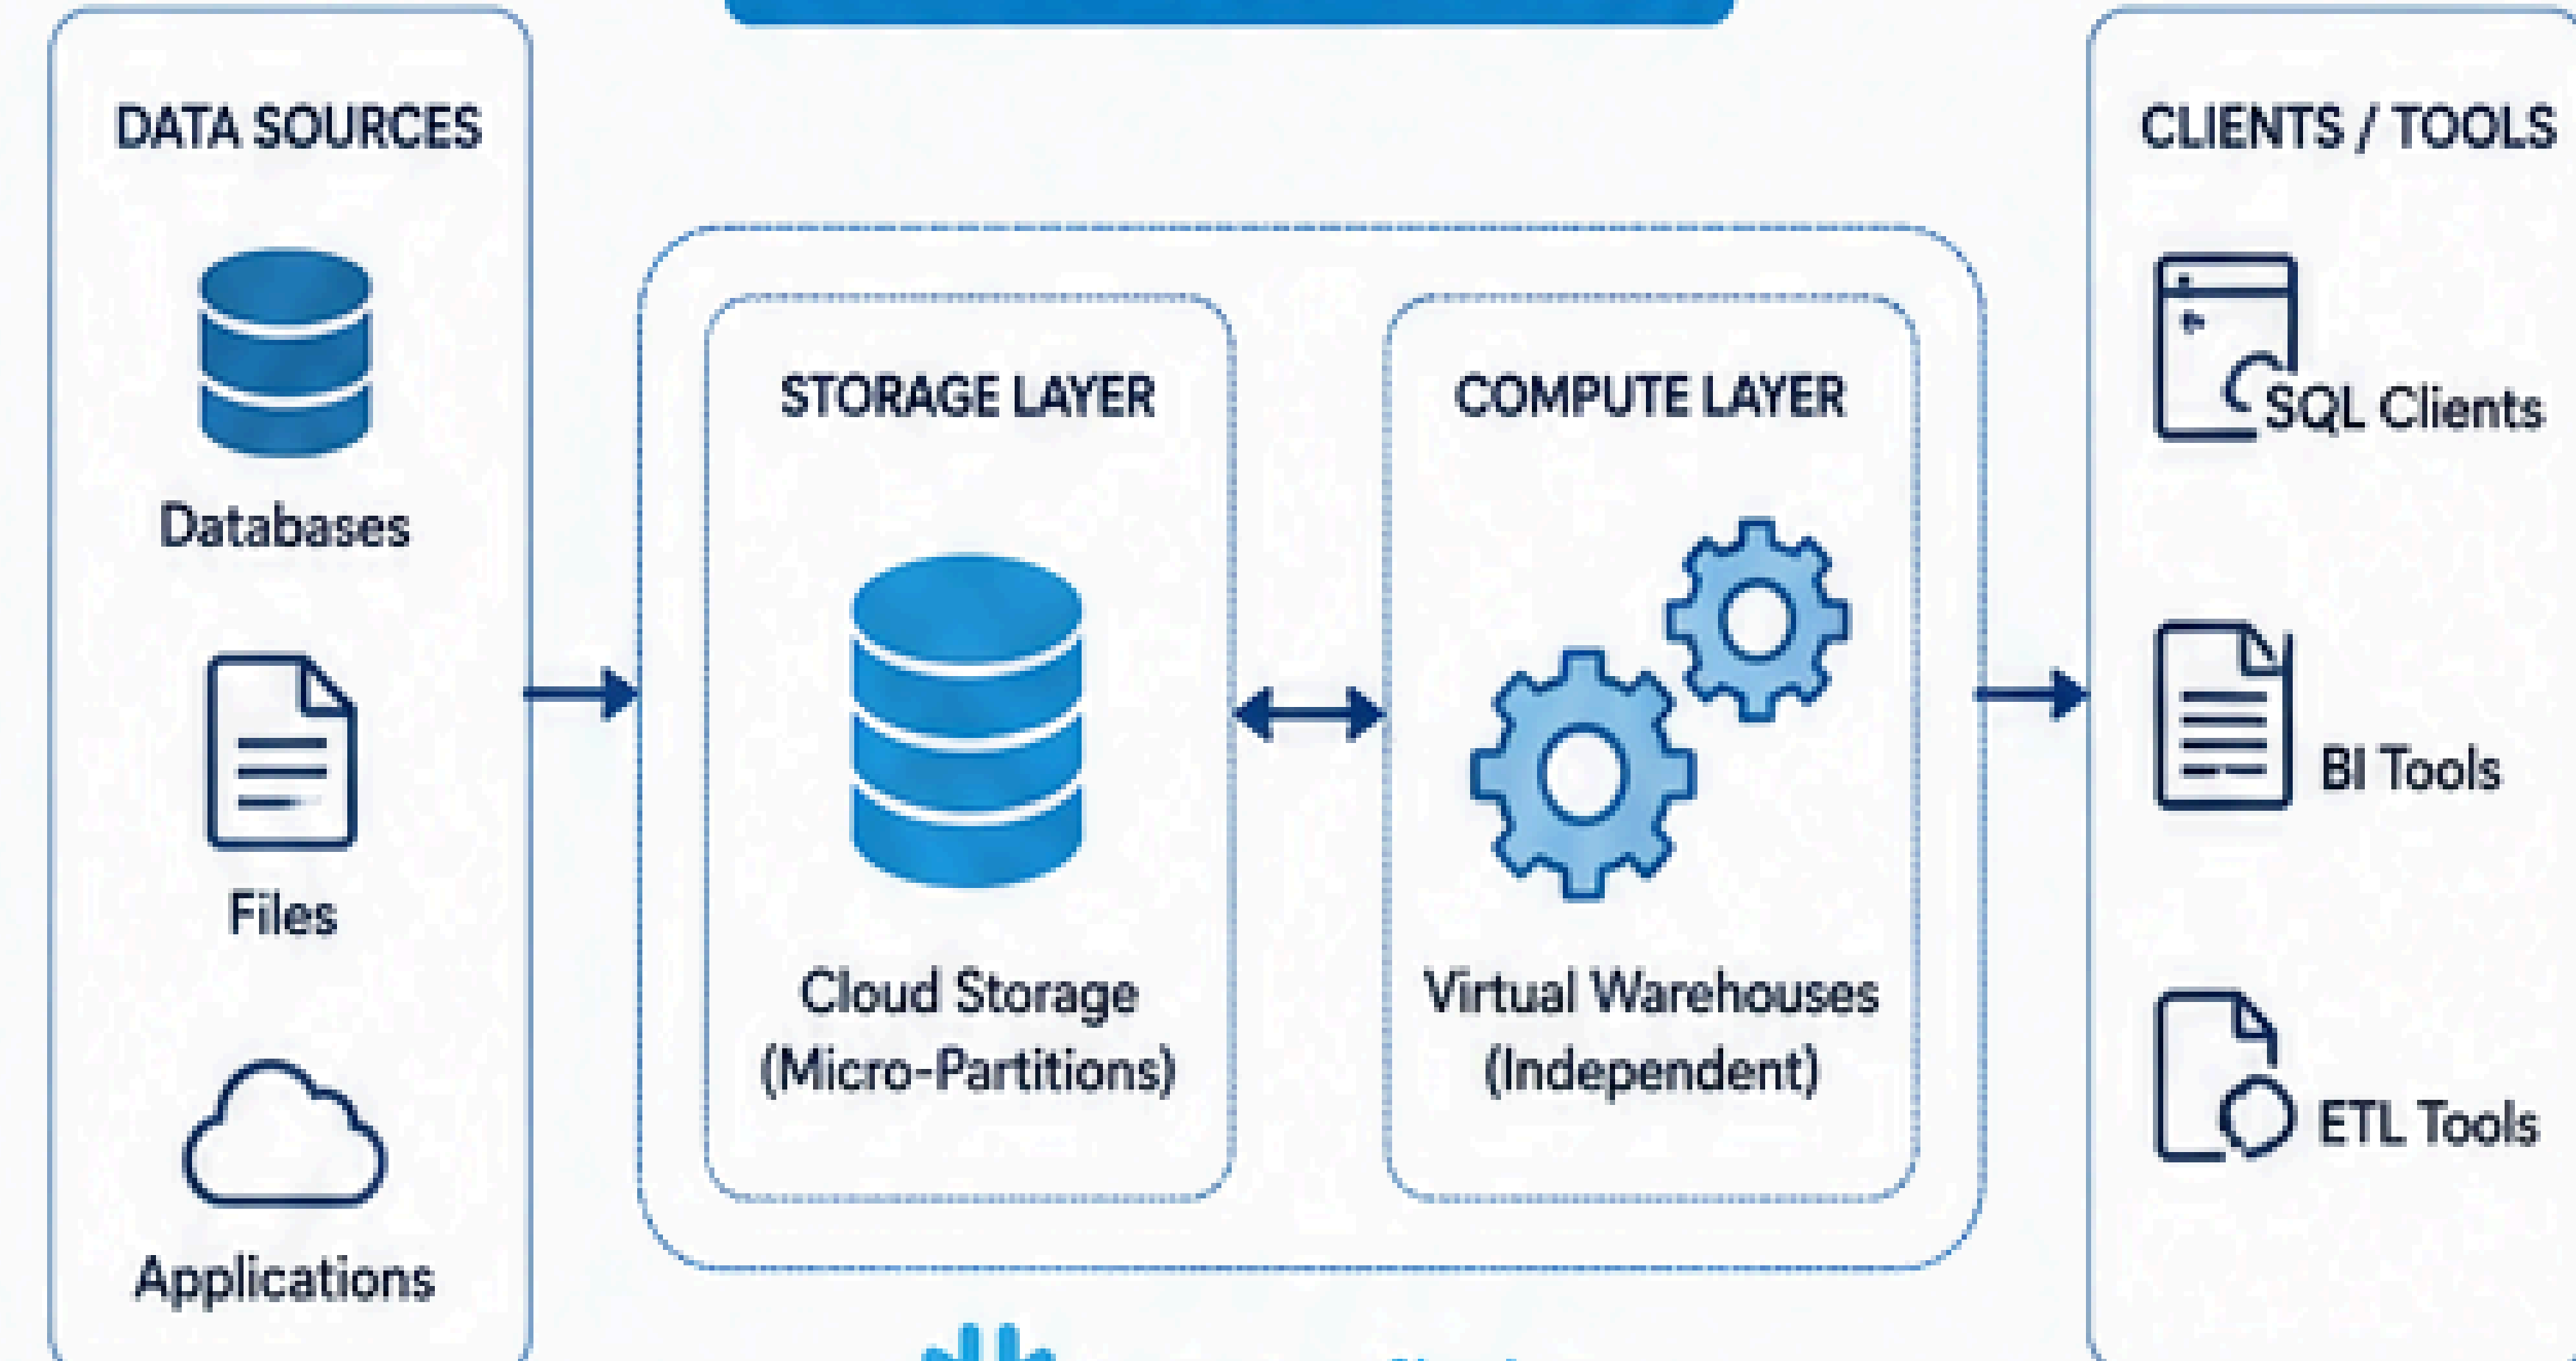 DATA SOURCES
Databases
Files
Applications
STORAGE LAYER
Cloud Storage
(Micro-Partitions)
COMPUTE LAYER
Virtual Warehouses
(Independent)
CLIENTS / TOOLS
SQL Clients
BI Tools
ETL Tools